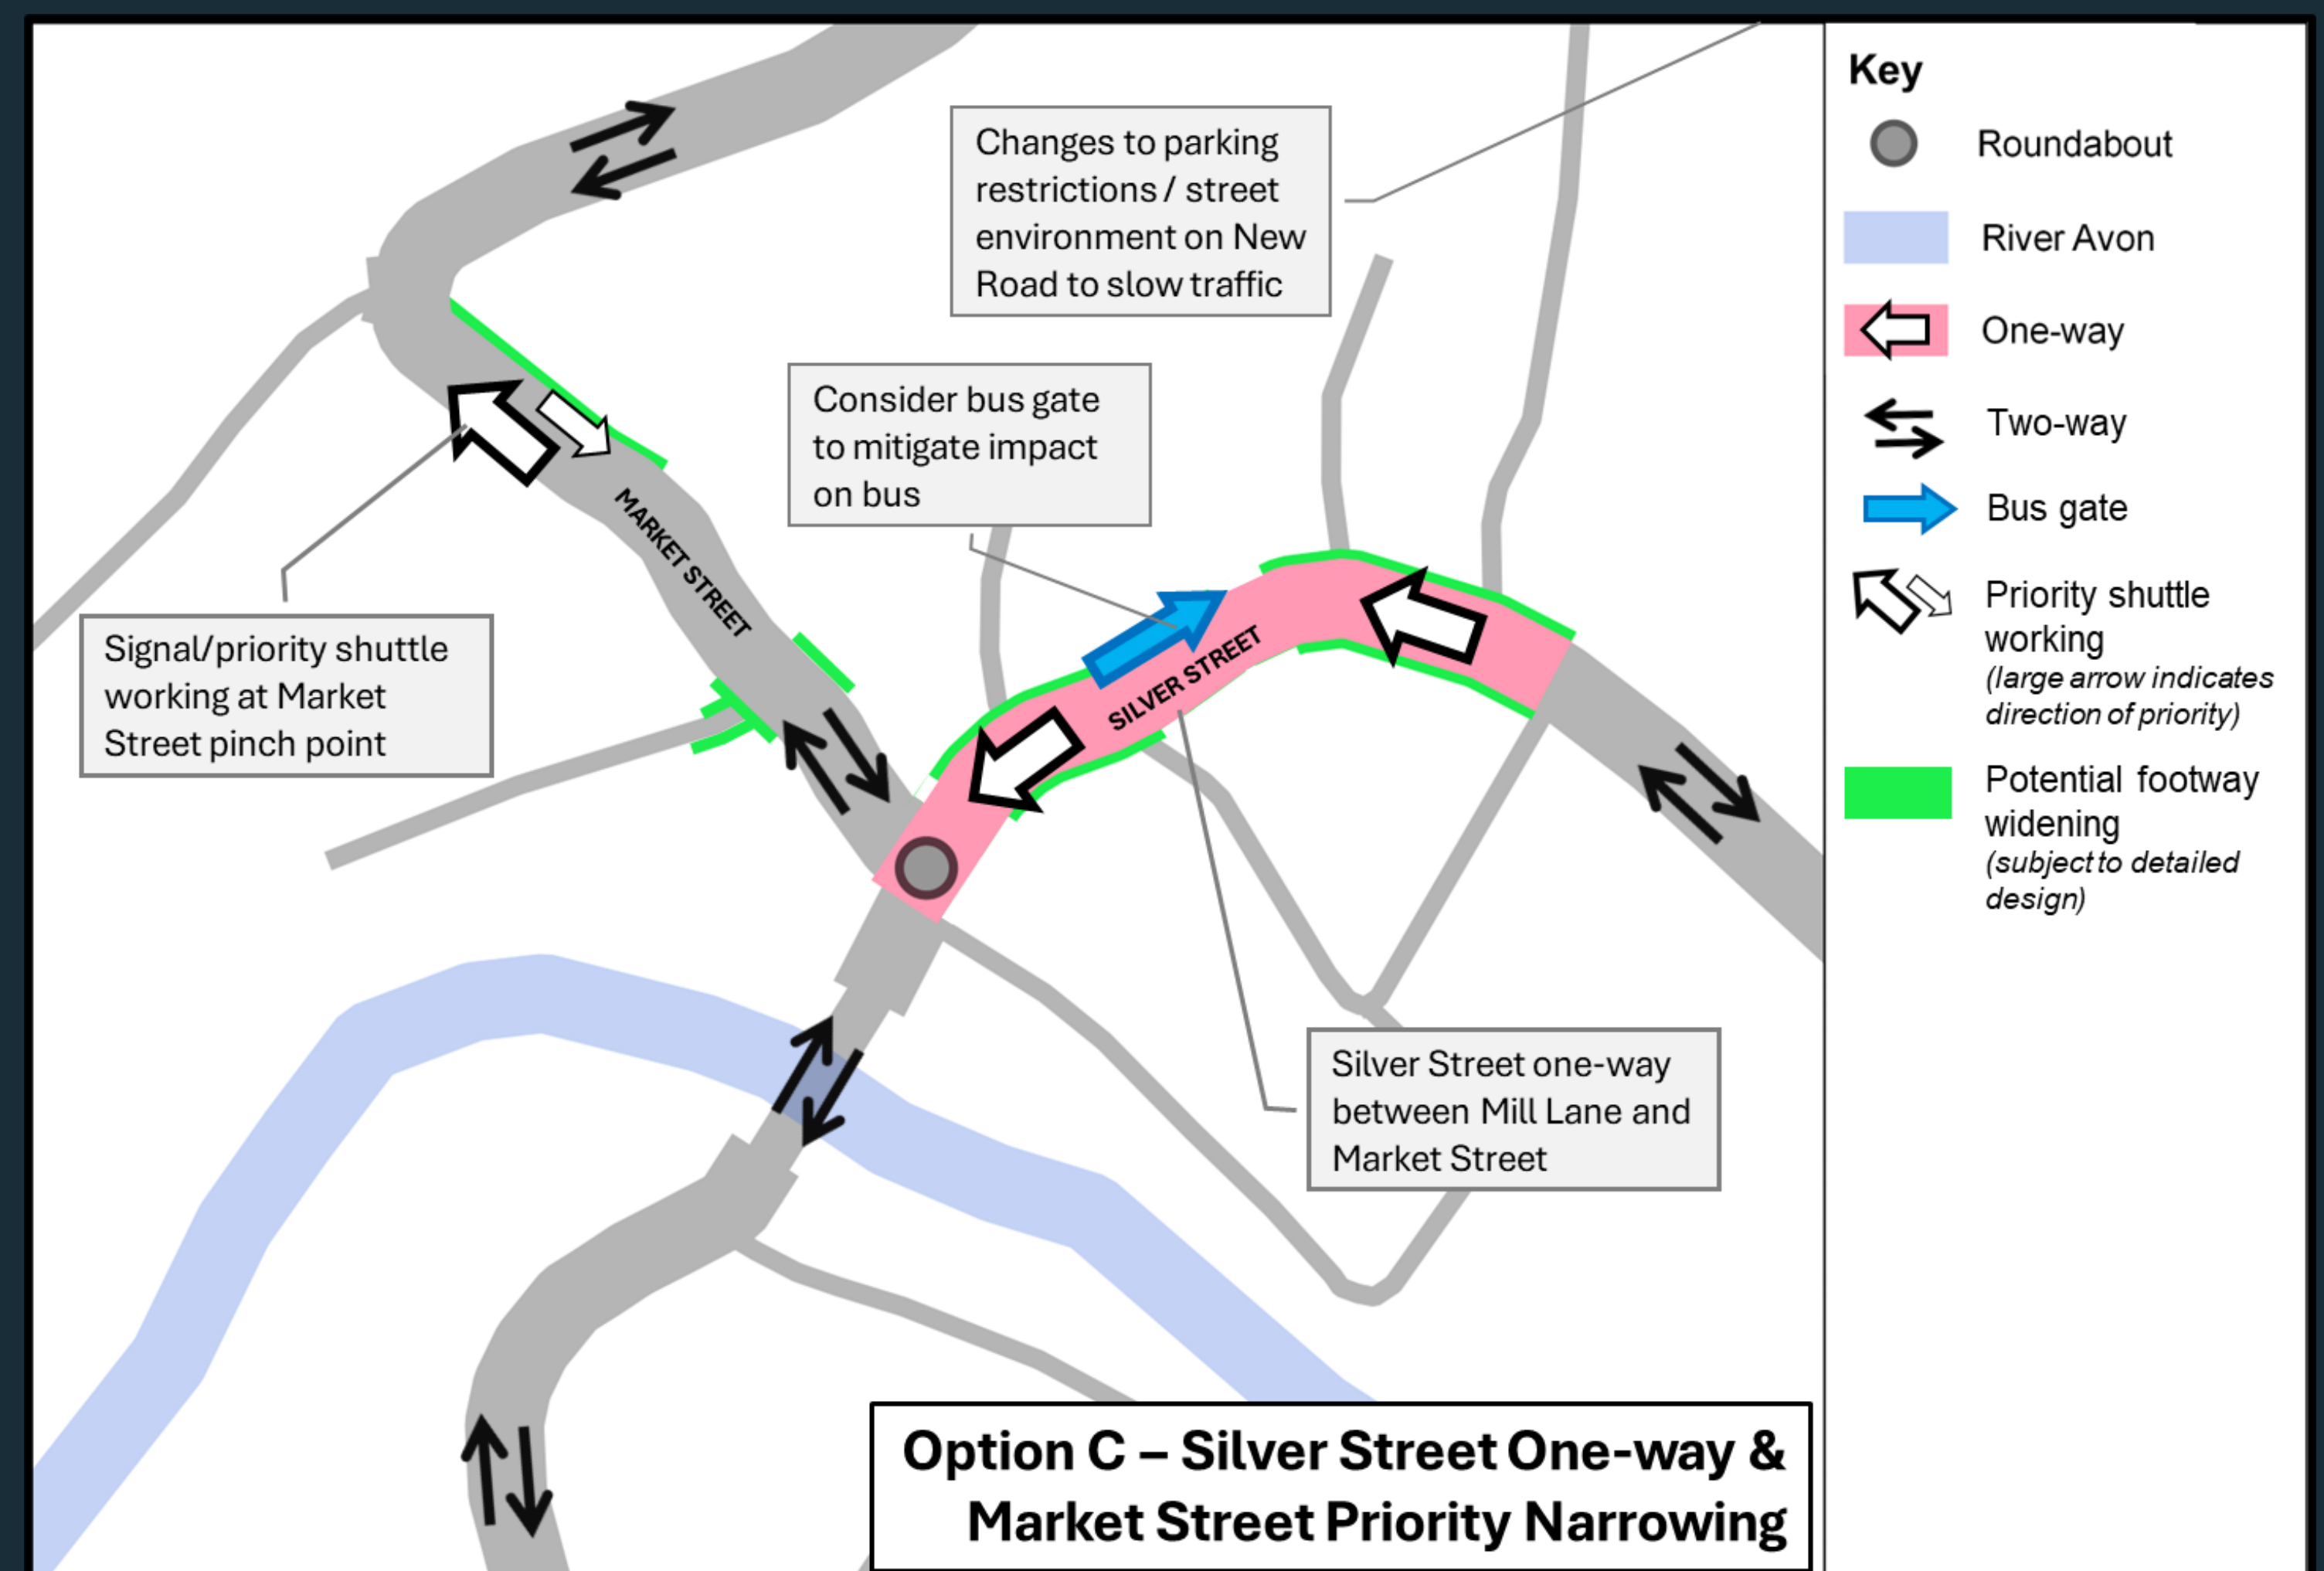 Changes to parking
restrictions / street
environment on New
Road to slow traffic
Consider bus gate
to mitigate impact
on bus
MARKET STREET
Signal/priority shuttle
working at Market
Street pinch point
SILVER STREET
Silver Street one-way
between Mill Lane and
Market Street
Option C – Silver Street One-way &
Market Street Priority Narrowing
Key
Roundabout
River Avon
One-way
Two-way
Bus gate
Priority shuttle
working
(large arrow indicates
direction of priority)
Potential footway
widening
(subject to detailed
design)